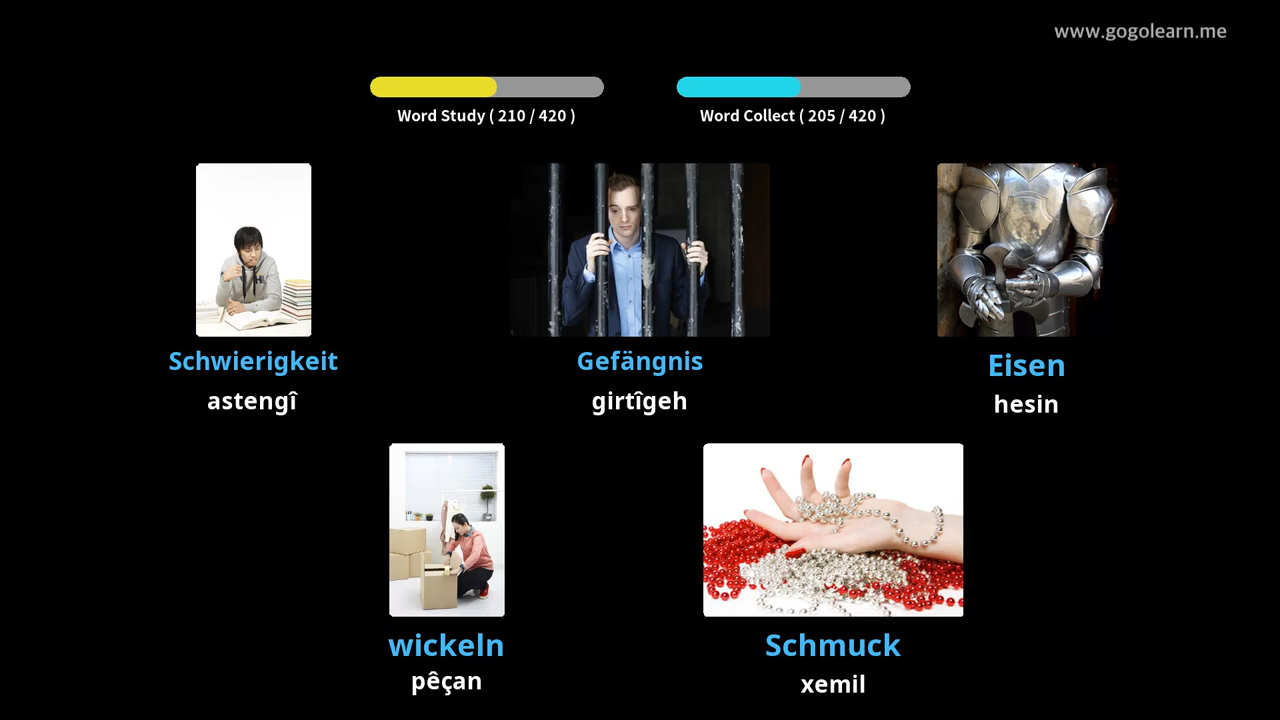 www.gogolearn.me
Word Study ( 210 / 420 )
Word Collect ( 205 / 420 )
Schwierigkeit
astengî
Gefängnis
girtîgeh
Eisen
hesin
wickeln
pêçan
Schmuck
xemil